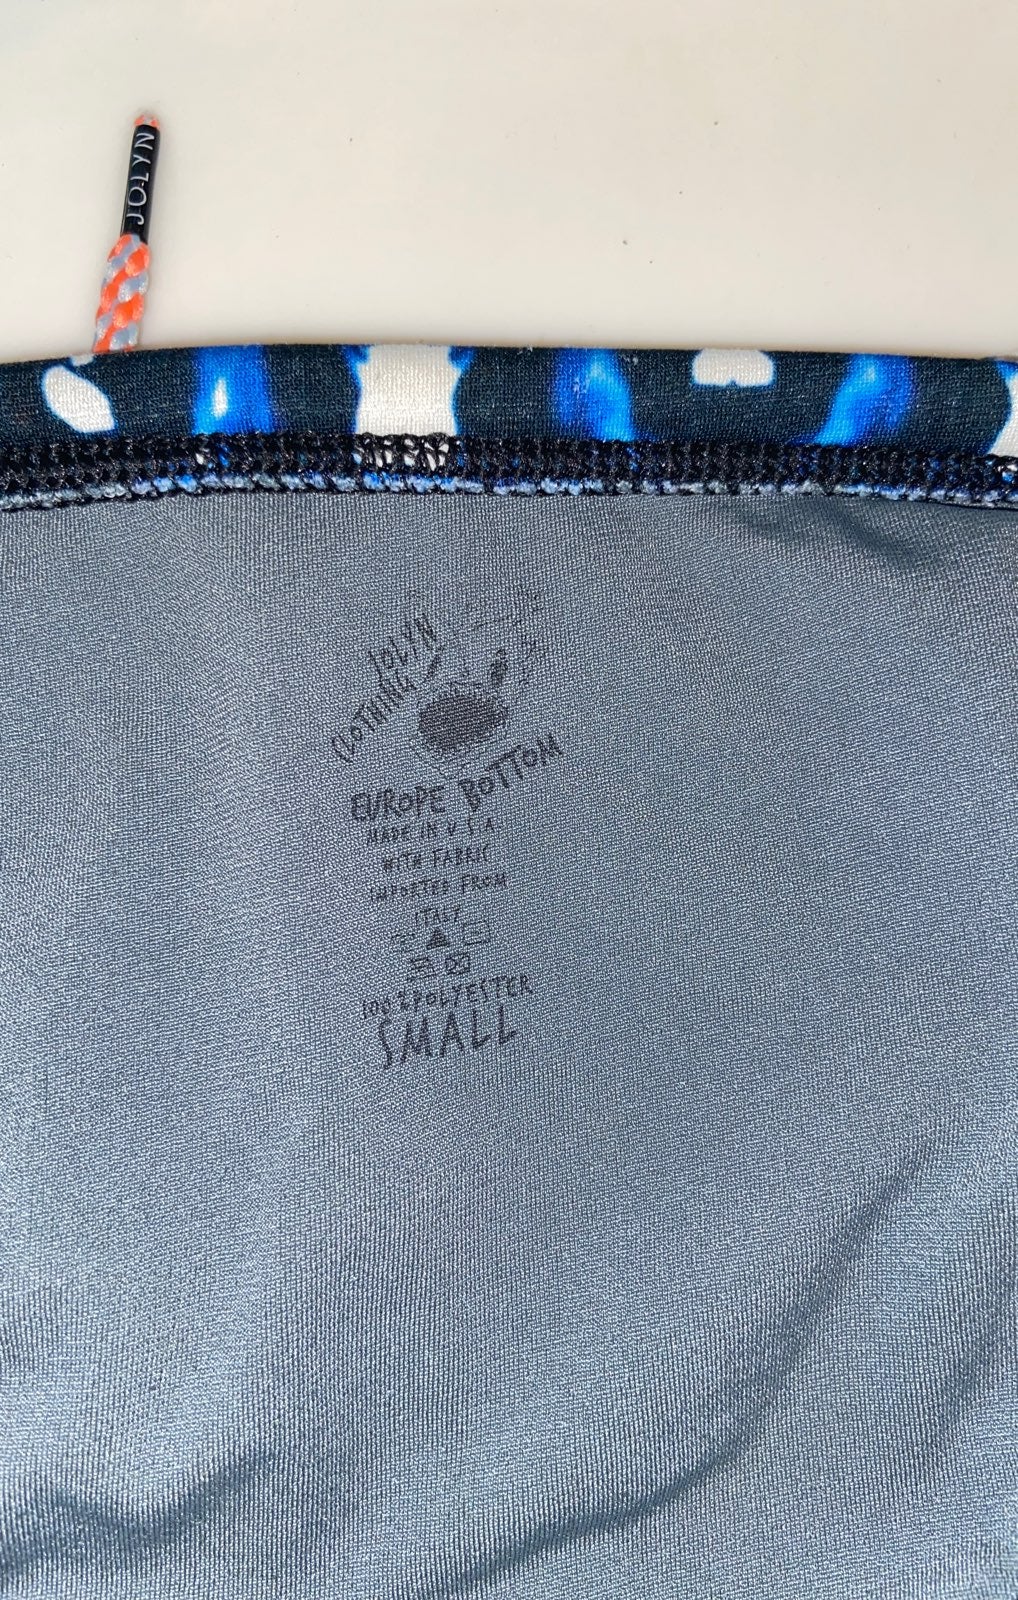 JOLYN
JOLYN
CLOTHING
EUROPE BOTTOM
MADE IN U.S.A.
WITH FABRIC
IMPORTED FROM
ITALY
100%POLYESTER
SMALL